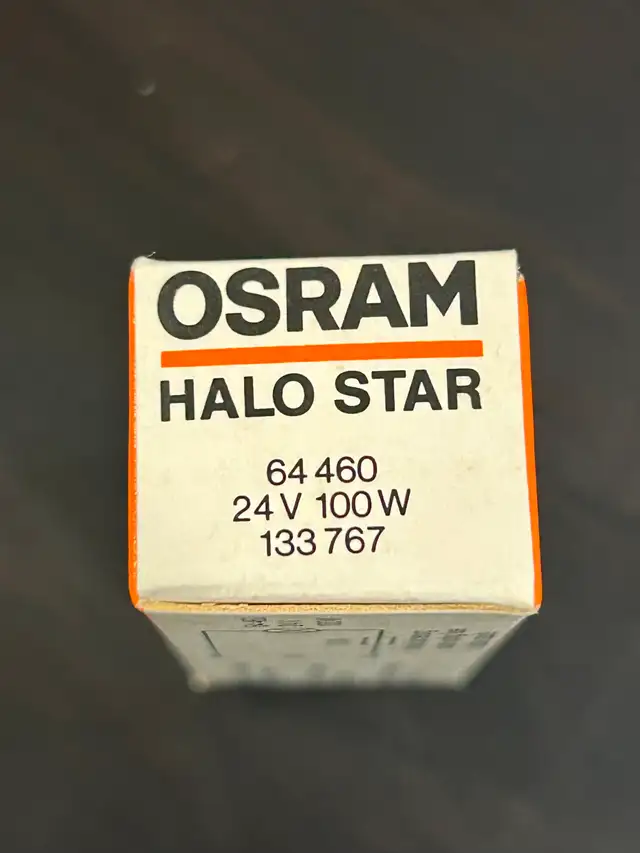 OSRAM
HALO STAR
64 460
24 V 100 W
133 767